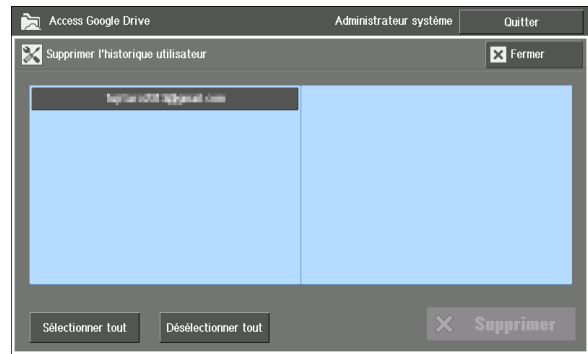 Access Google Drive
Administrateur système
Quitter
Supprimer l'historique utilisateur
Fermer
Sélectionner tout
Désélectionner tout
Supprimer